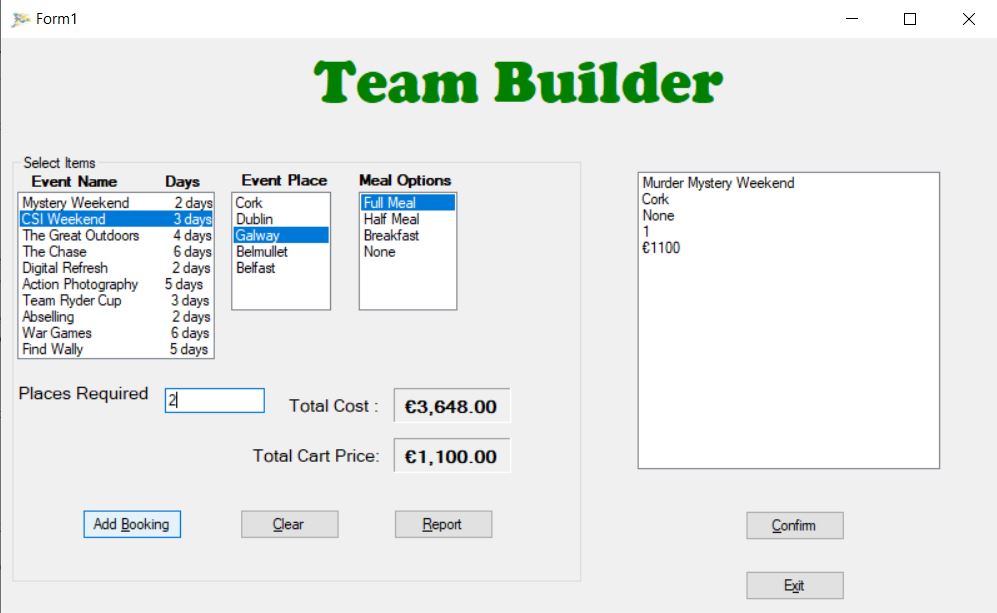 Form1
Team Builder
Select Items
Event Name Days
Mystery Weekend 2 days
CSI Weekend 3 days
The Great Outdoors 4 days
The Chase 6 days
Digital Refresh 2 days
Action Photography 5 days
Team Ryder Cup 3 days
Abselling 2 days
War Games 6 days
Find Wally 5 days
Event Place
Cork
Dublin
Galway
Belmullet
Belfast
Meal Options
Full Meal
Half Meal
Breakfast
None
Places Required 2
Total Cost : €3,648.00
Total Cart Price: €1,100.00
Add Booking
Clear
Report
Murder Mystery Weekend
Cork
None
1
€1100
Confirm
Exit